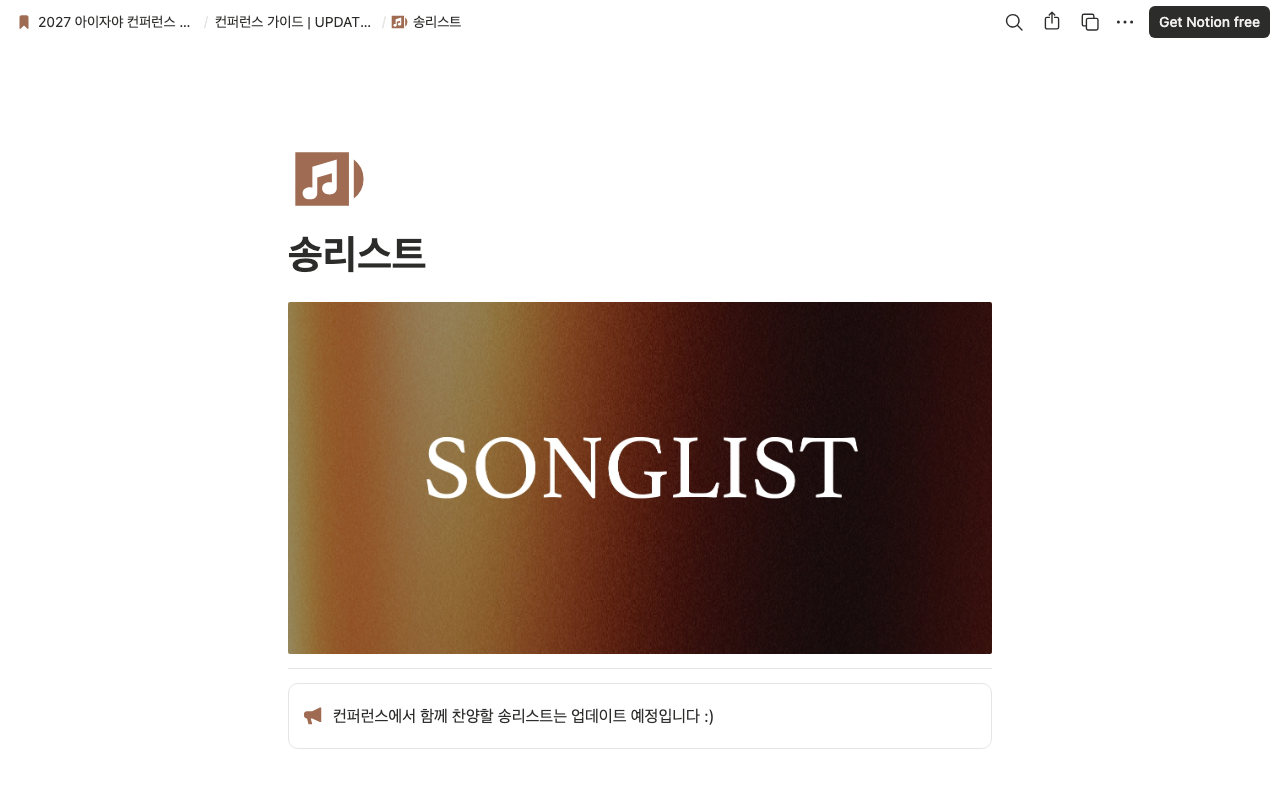 2027 아이자야 컨퍼런스 ... / 컨퍼런스 가이드 | UPDAT... / 송리스트
Get Notion free
송리스트
SONGLIST
컨퍼런스에서 함께 찬양할 송리스트는 업데이트 예정입니다 :)